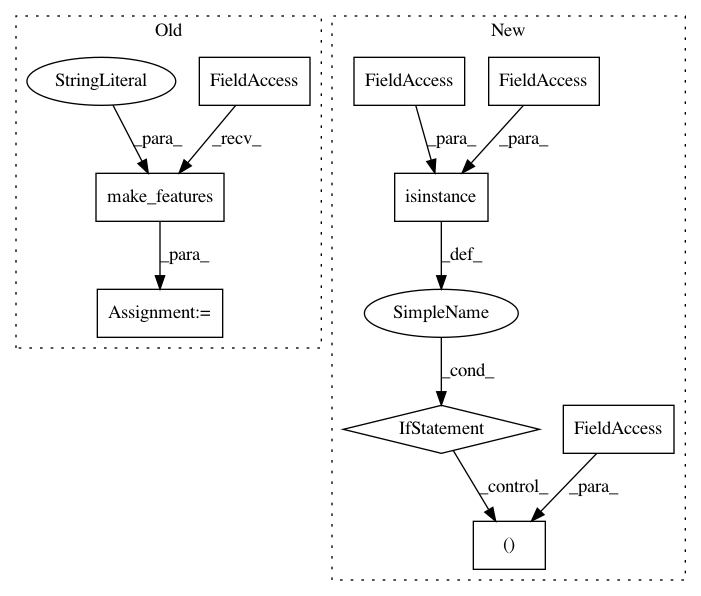 Old
New
StringLiteral
FieldAccess
FieldAccess
FieldAccess
_para_
_recv_
_para_
_para_
make_features
isinstance
_para_
_def_
Assignment:=
SimpleName
_cond_
IfStatement
FieldAccess
_control_
_para_
()